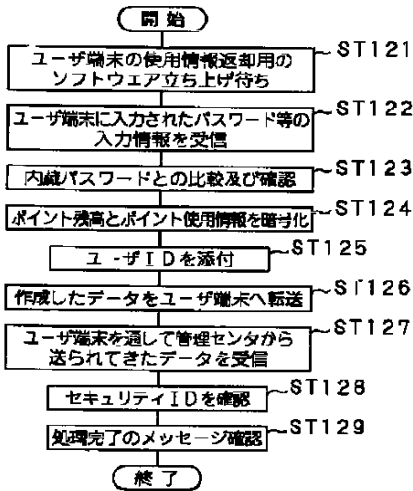 開始
ユーザ端末の使用情報返却用の
ソフトウェア立ち上げ待ち
ST121
ユーザ端末に入力されたパスワード等の
入力情報を受信
ST122
内蔵パスワードとの比較及び確認
ST123
ポイント残高とポイント使用情報を暗号化
ST124
ユーザIDを添付
ST125
作成したデータをユーザ端末へ転送
ST126
ユーザ端末を通して管理センタから
送られてきたデータを受信
ST127
セキュリティIDを確認
ST128
処理完了のメッセージ確認
ST129
終了